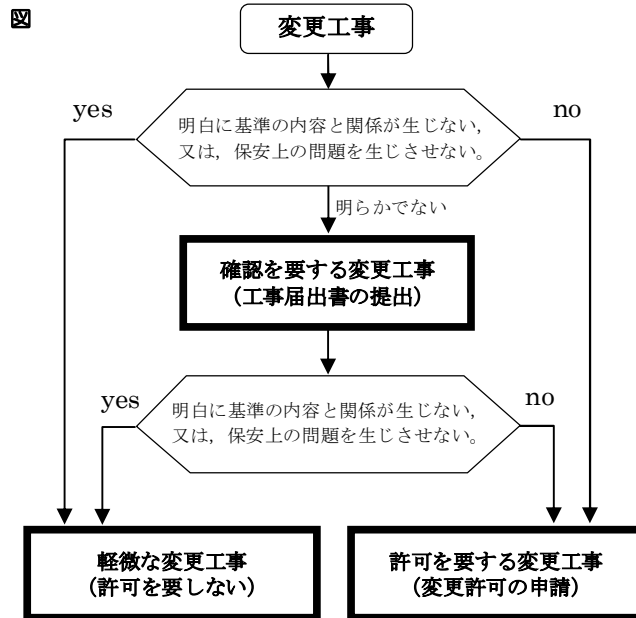 図
変更工事
yes
no
明白に基準の内容と関係が生じない,
又は, 保安上の問題を生じさせない。
明らかでない
確認を要する変更工事
(工事届出書の提出)
yes
no
明白に基準の内容と関係が生じない,
又は, 保安上の問題を生じさせない。
軽微な変更工事
(許可を要しない)
許可を要する変更工事
(変更許可の申請)